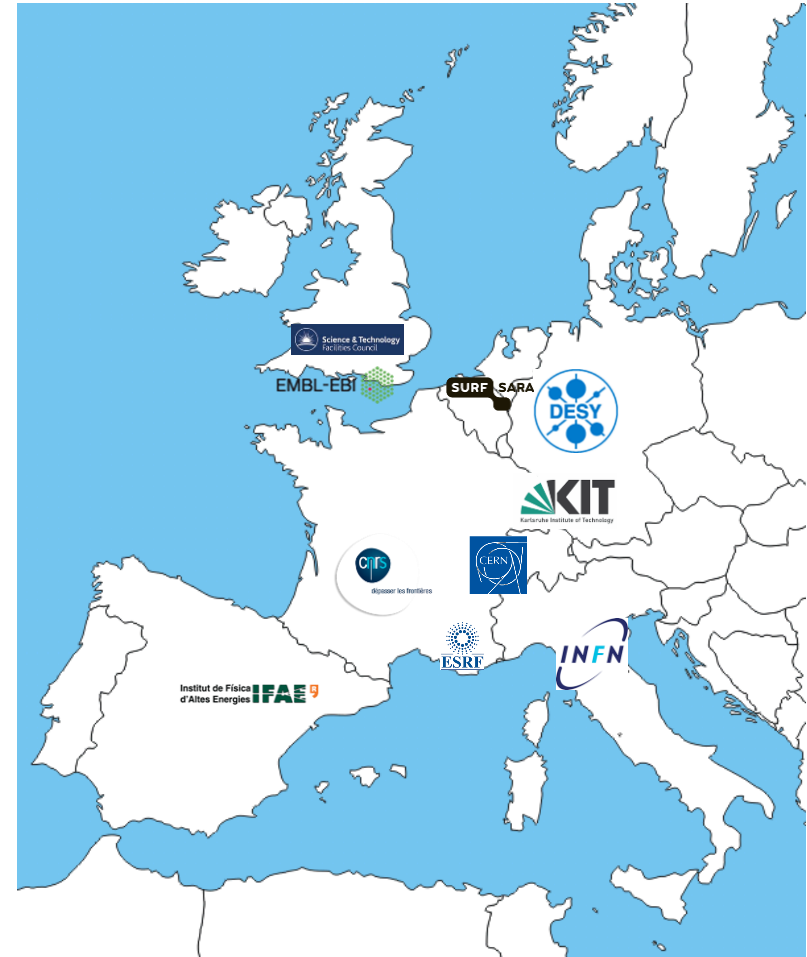 Science & Technology
Facilities Council
EMBL-EBI
SURF SARA
DESY
KIT
Karlsruhe Institute of Technology
cnrs
dépasser les frontières
CERN
ESRF
INFN
Institut de Física
d'Altes Energies IFAE